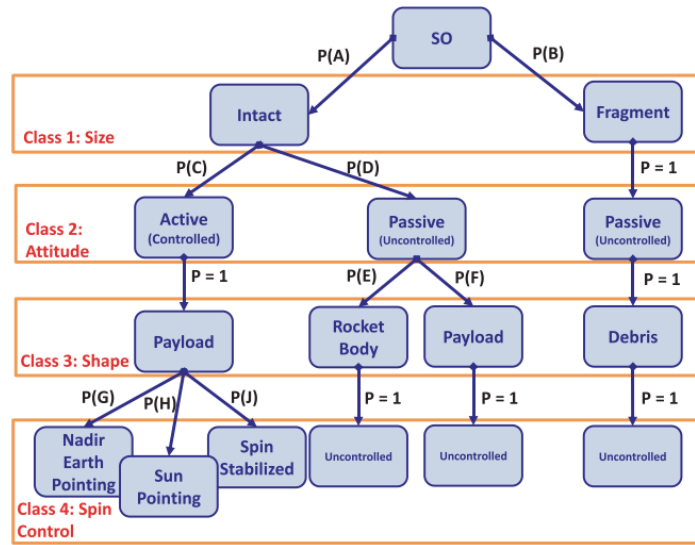 SO
P(A)
P(B)
Intact
Fragment
Class 1: Size
P(C)
P(D)
P = 1
Class 2:
Attitude
Active
(Controlled)
Passive
(Uncontrolled)
Passive
(Uncontrolled)
P = 1
P(E)
P(F)
P = 1
Class 3: Shape
Payload
Rocket
Body
Payload
Debris
P(G)
P(H)
P(J)
P = 1
P = 1
P = 1
Nadir
Earth
Pointing
Sun
Pointing
Spin
Stabilized
Uncontrolled
Uncontrolled
Uncontrolled
Class 4: Spin
Control